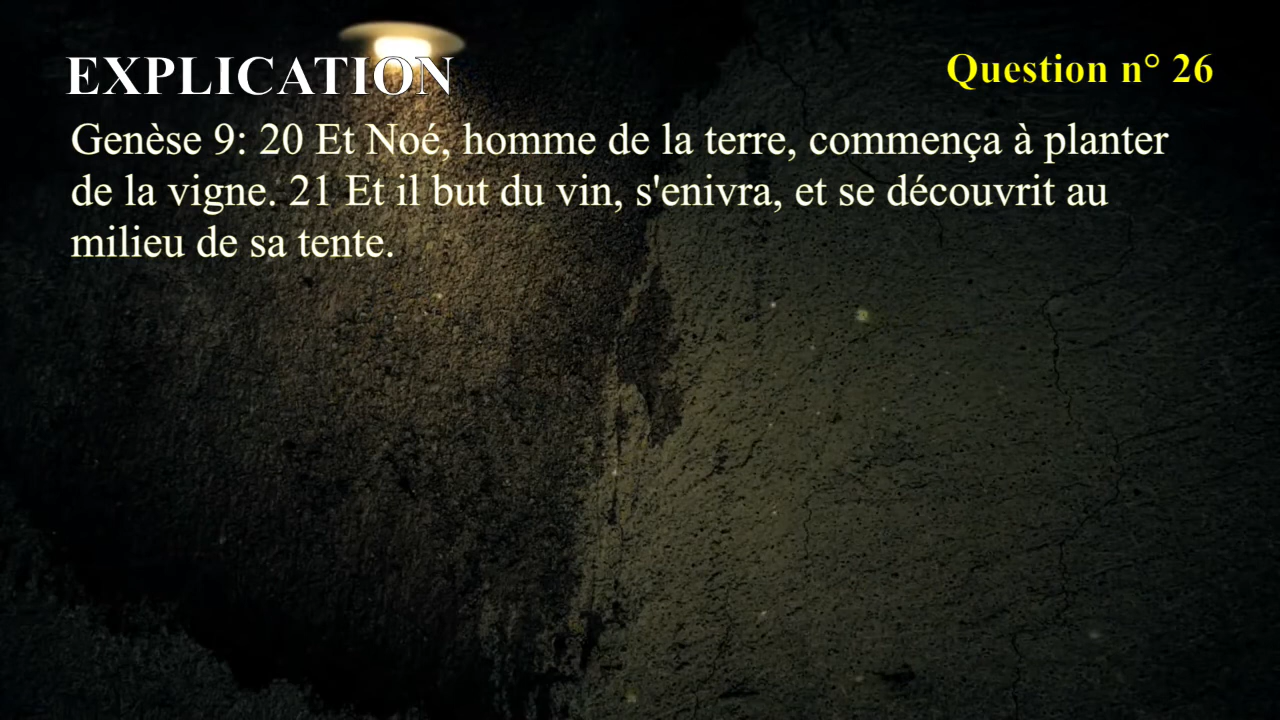 EXPLICATION
Question n° 26
Genèse 9: 20 Et Noé, homme de la terre, commença à planter
de la vigne. 21 Et il but du vin, s'enivra, et se découvrit au
milieu de sa tente.